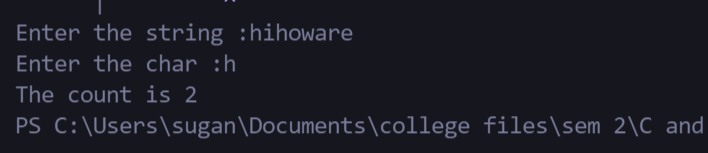 Enter the string :hihoware
Enter the char :h
The count is 2
PS C:\Users\sugan\Documents\college files\sem 2\C and